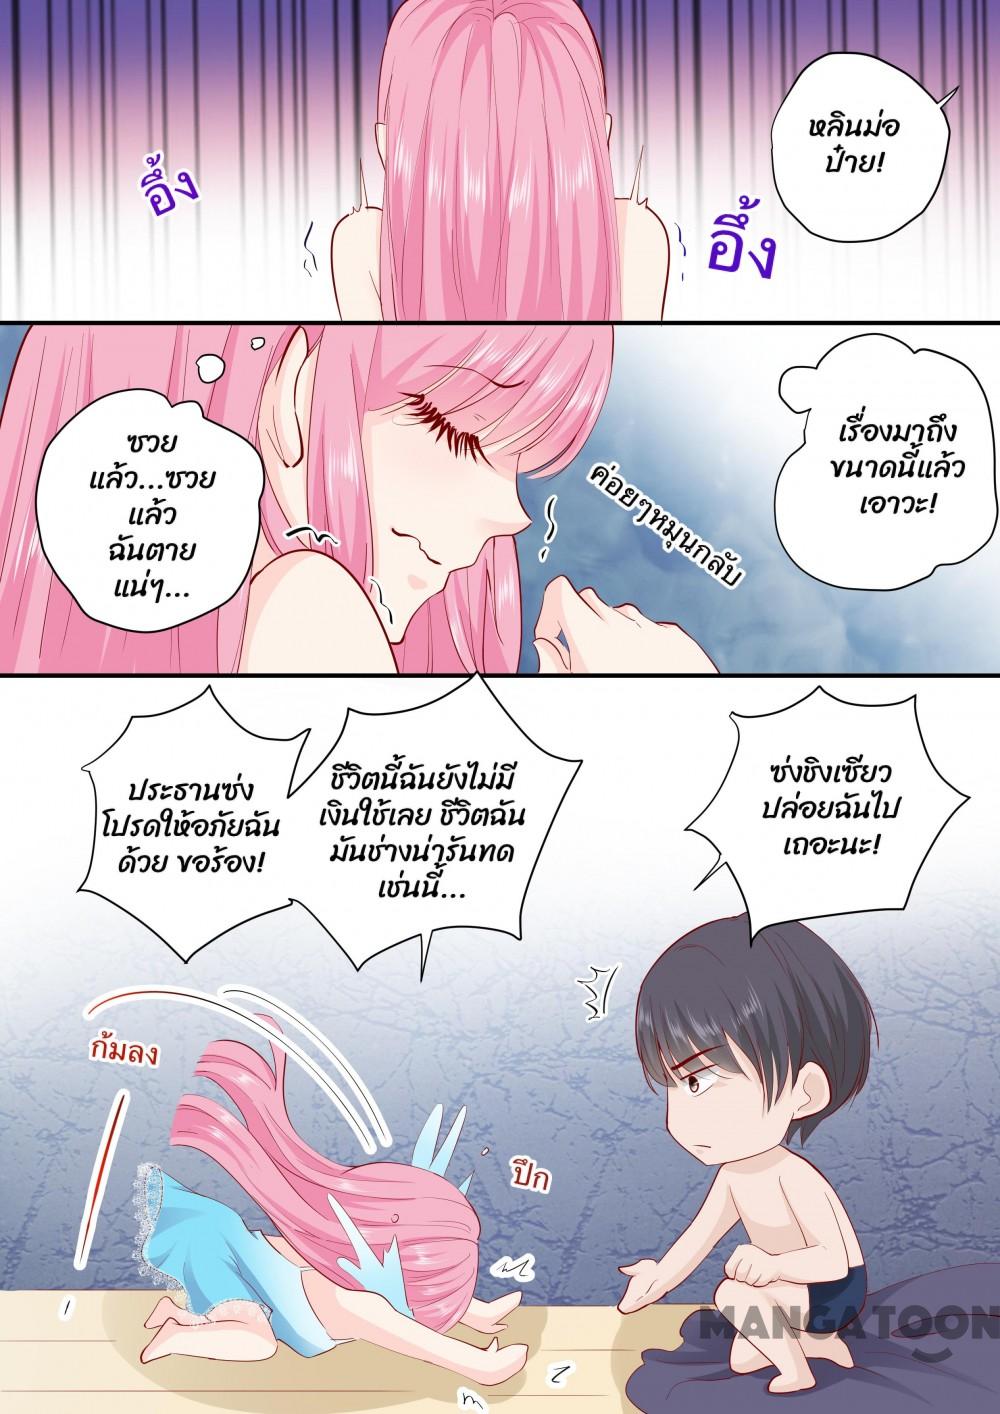 หลินม่อ
ป๋าย!
อึ้ง
อึ้ง
ซวย
แล้ว...ซวย
แล้ว
ฉันตาย
แน่ๆ...
ค่อยๆหมุนกลับ
เรื่องมาถึง
ขนาดนี้แล้ว
เอาวะ!
ประธานซ่ง
โปรดให้อภัยฉัน
ด้วย ขอร้อง!
ชีวิตนี้ฉันยังไม่มี
เงินใช้เลย ชีวิตฉัน
มันช่างน่ารันทด
เช่นนี้...
ซ่งชิงเซียว
ปล่อยฉันไป
เถอะนะ!
ก้มลง
ปึก
MANGATOON